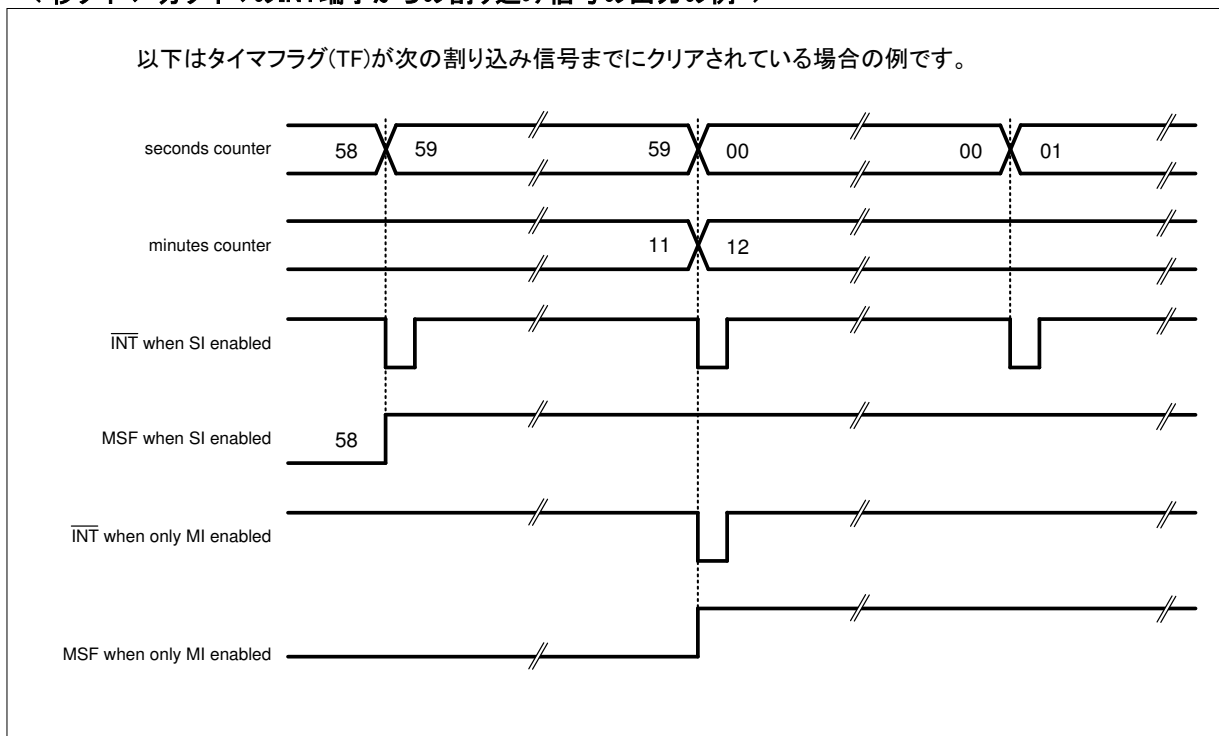 以下はタイマフラグ(TF)が次の割り込み信号までにクリアされている場合の例です。
seconds counter 58 59 59 00 00 01
minutes counter 11 12
INT when SI enabled
MSF when SI enabled 58
INT when only MI enabled
MSF when only MI enabled